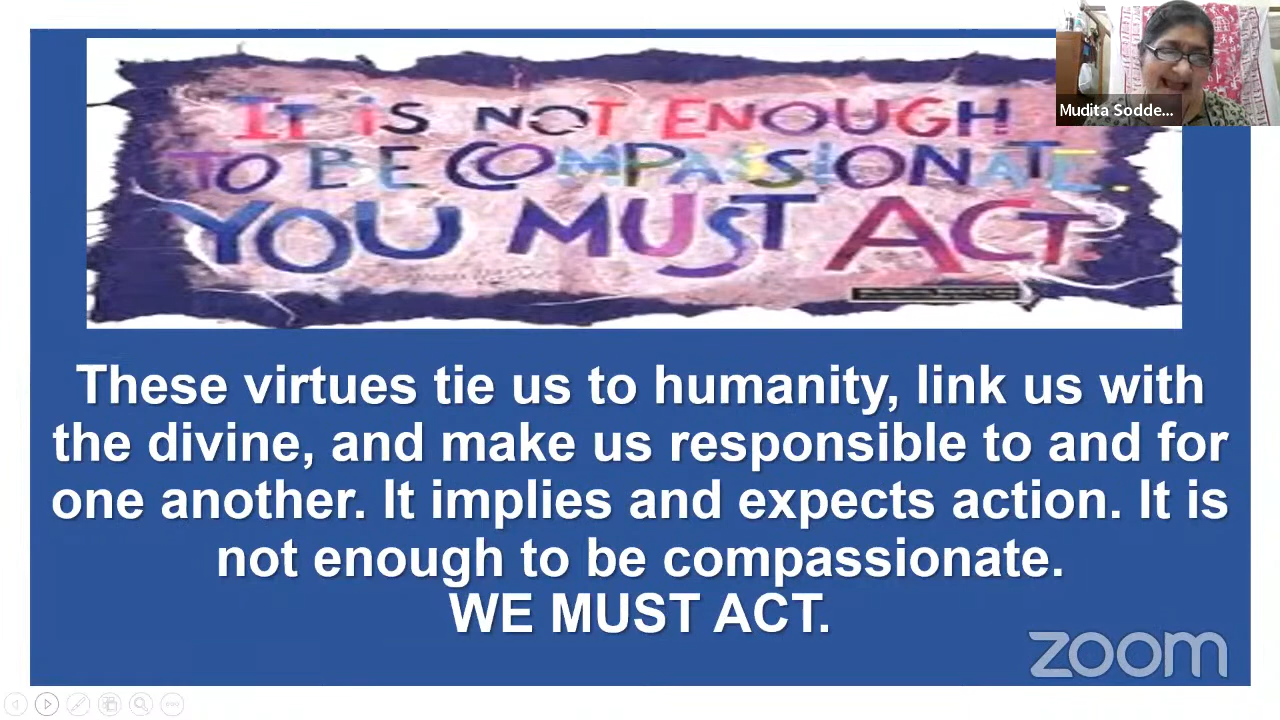 IT iS NOT ENOUGH
TO BE COMPASSIONATE.
YOU MUST ACT.
Mudita Sodde...
These virtues tie us to humanity, link us with
the divine, and make us responsible to and for
one another. It implies and expects action. It is
not enough to be compassionate.
WE MUST ACT.
zoom